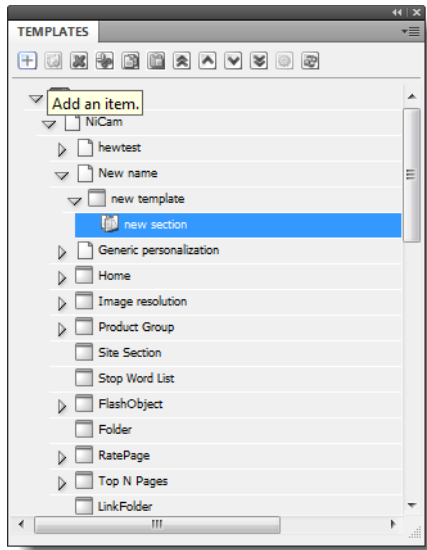 TEMPLATES
Add an item.
NiCam
hewtest
New name
new template
new section
Generic personalization
Home
Image resolution
Product Group
Site Section
Stop Word List
FlashObject
Folder
RatePage
Top N Pages
LinkFolder